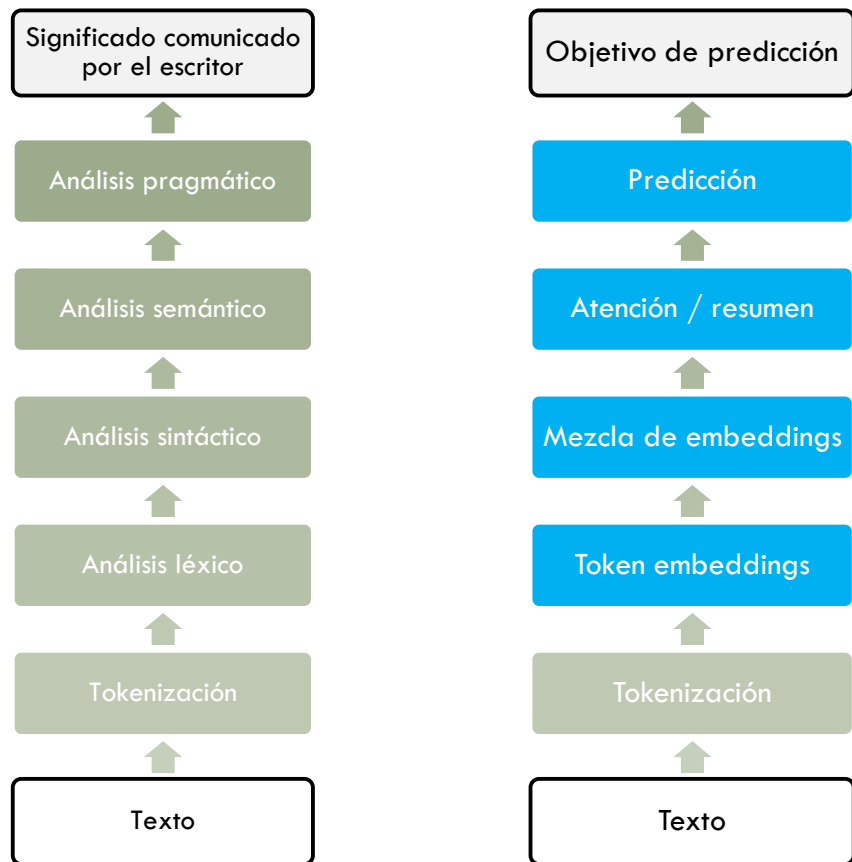 Significado comunicado
por el escritor
Análisis pragmático
Análisis semántico
Análisis sintáctico
Análisis léxico
Tokenización
Texto
Objetivo de predicción
Predicción
Atención / resumen
Mezcla de embeddings
Token embeddings
Tokenización
Texto